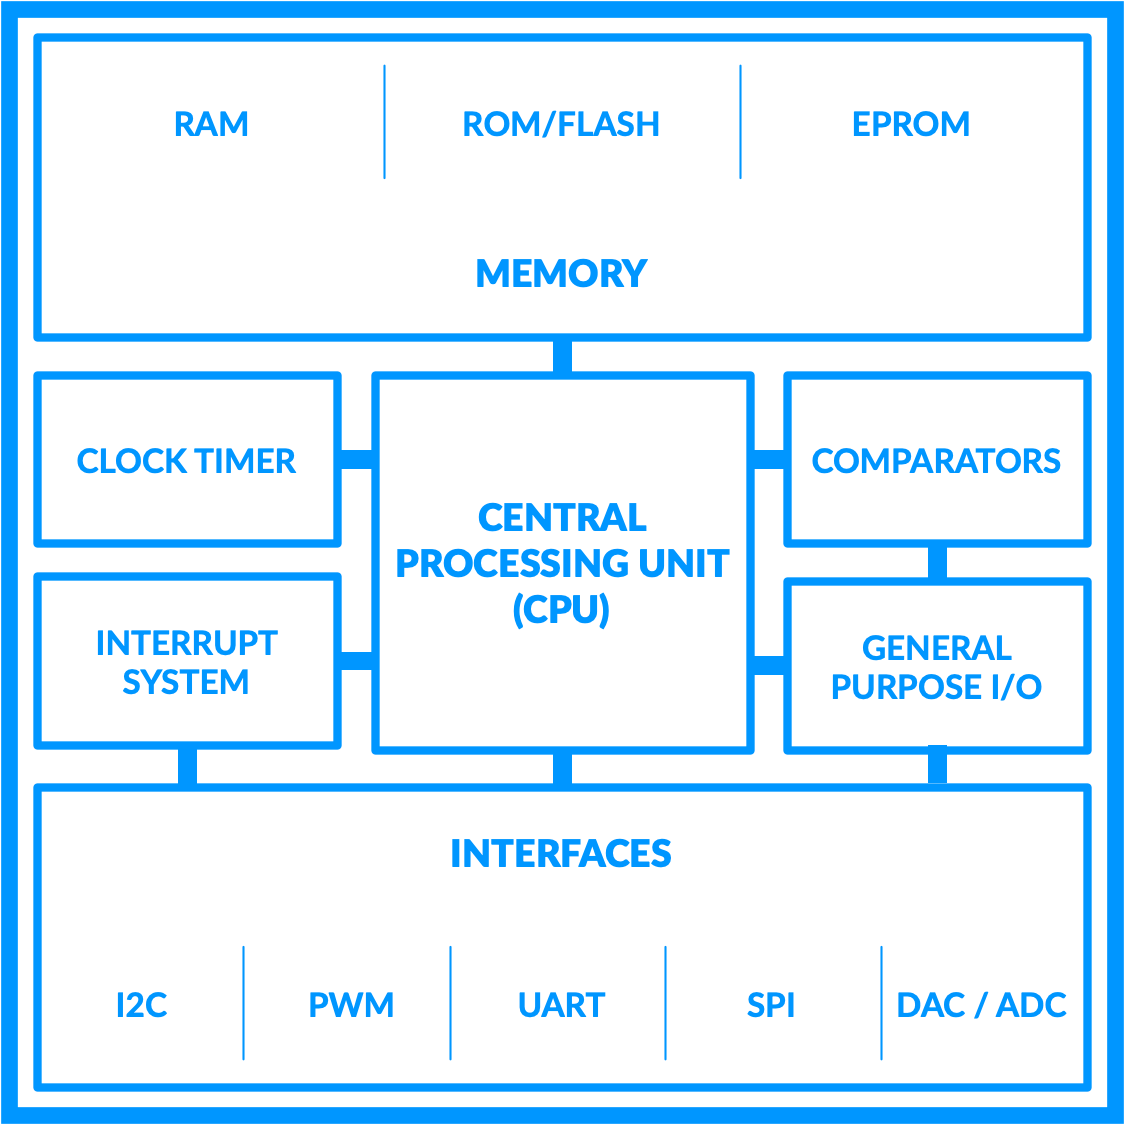 RAM
ROM/FLASH
EPROM
MEMORY
CLOCK TIMER
CENTRAL
PROCESSING UNIT
(CPU)
COMPARATORS
INTERRUPT
SYSTEM
GENERAL
PURPOSE I/O
INTERFACES
I2C
PWM
UART
SPI
DAC / ADC